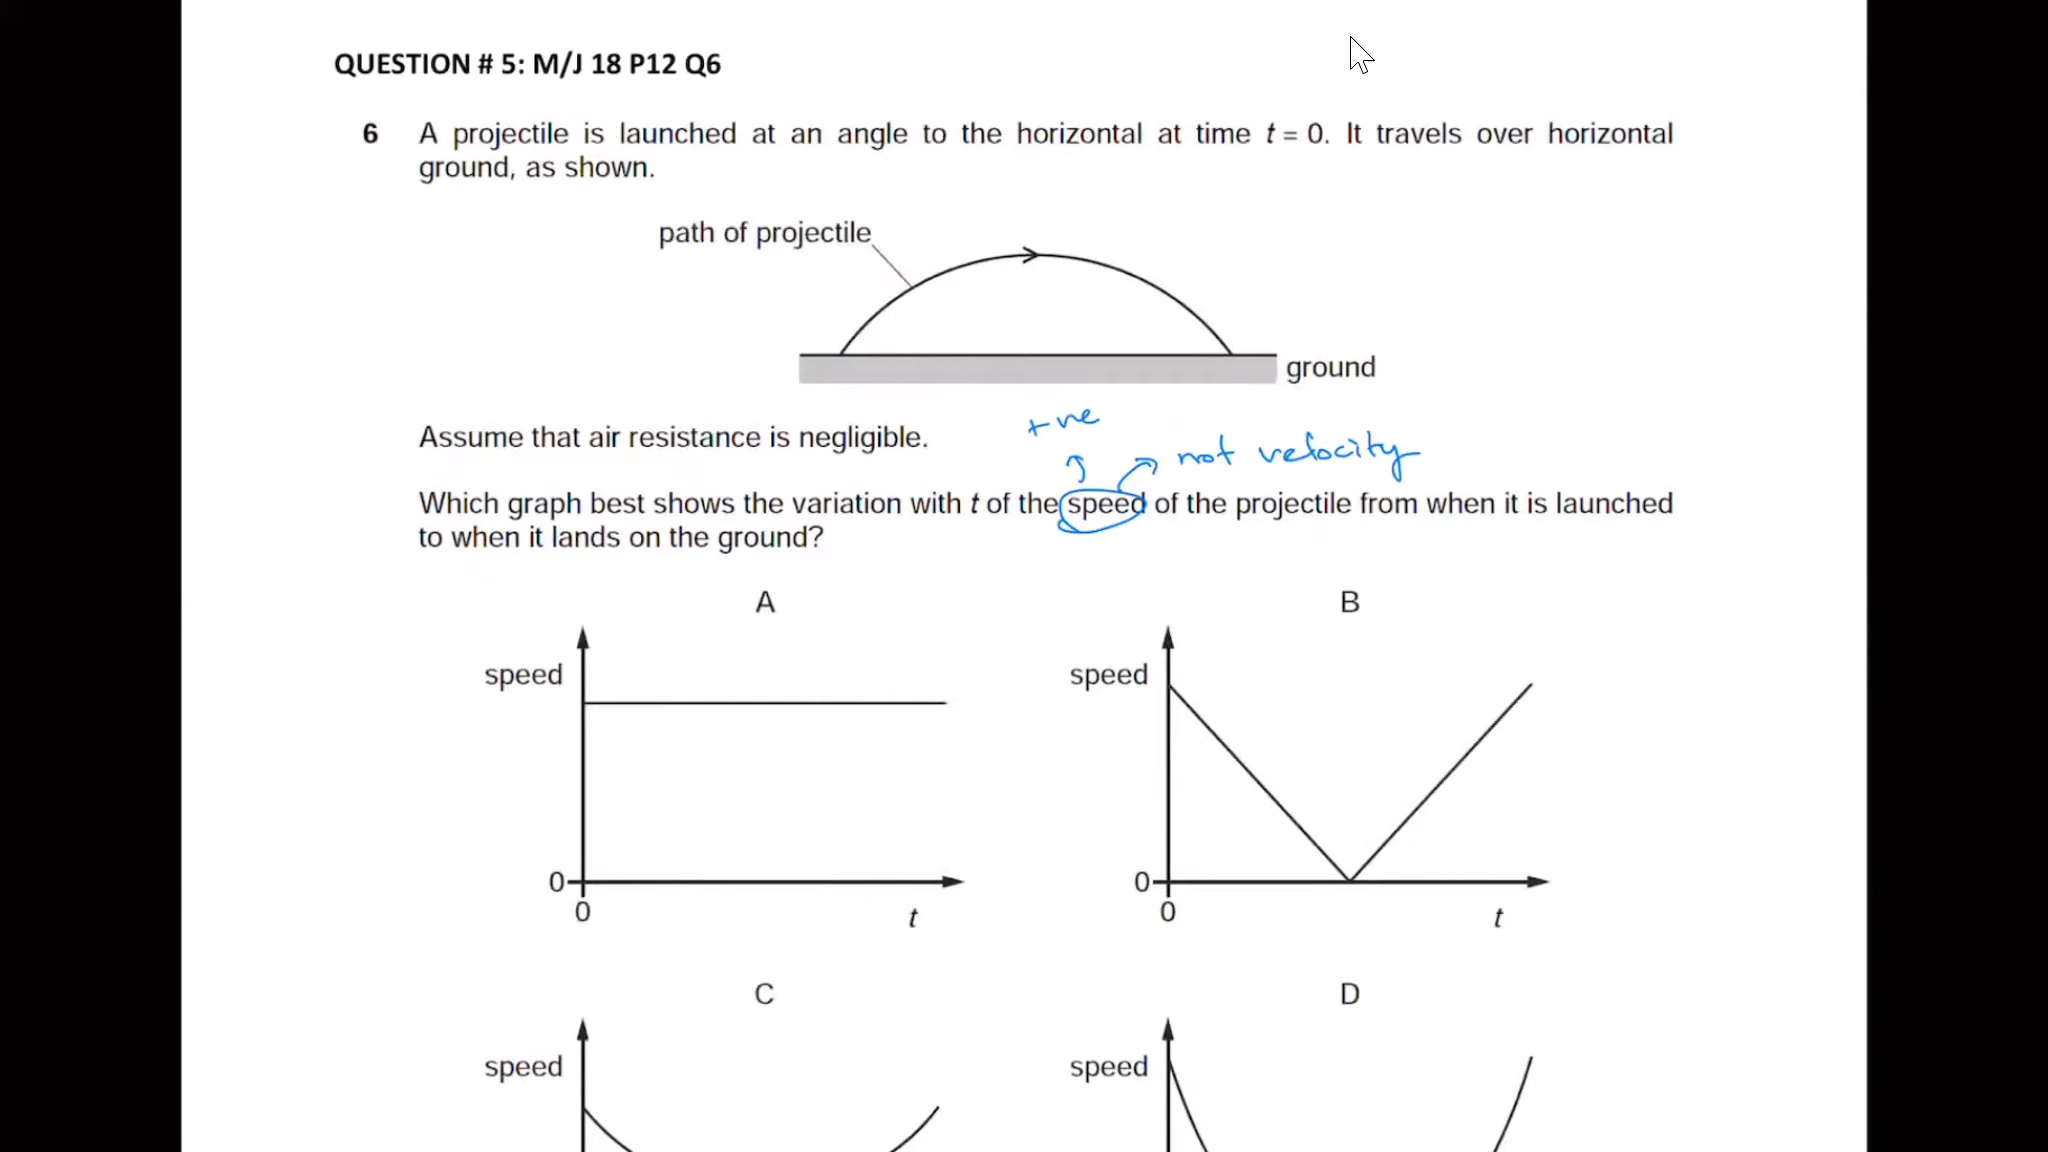 QUESTION # 5: M/J 18 P12 Q6
6 A projectile is launched at an angle to the horizontal at time t = 0. It travels over horizontal
ground, as shown.
path of projectile
ground
+ve
Assume that air resistance is negligible.
not velocity
Which graph best shows the variation with t of the speed of the projectile from when it is launched
to when it lands on the ground?
A
B
speed
speed
0
0
0
t
0
t
C
D
speed
speed